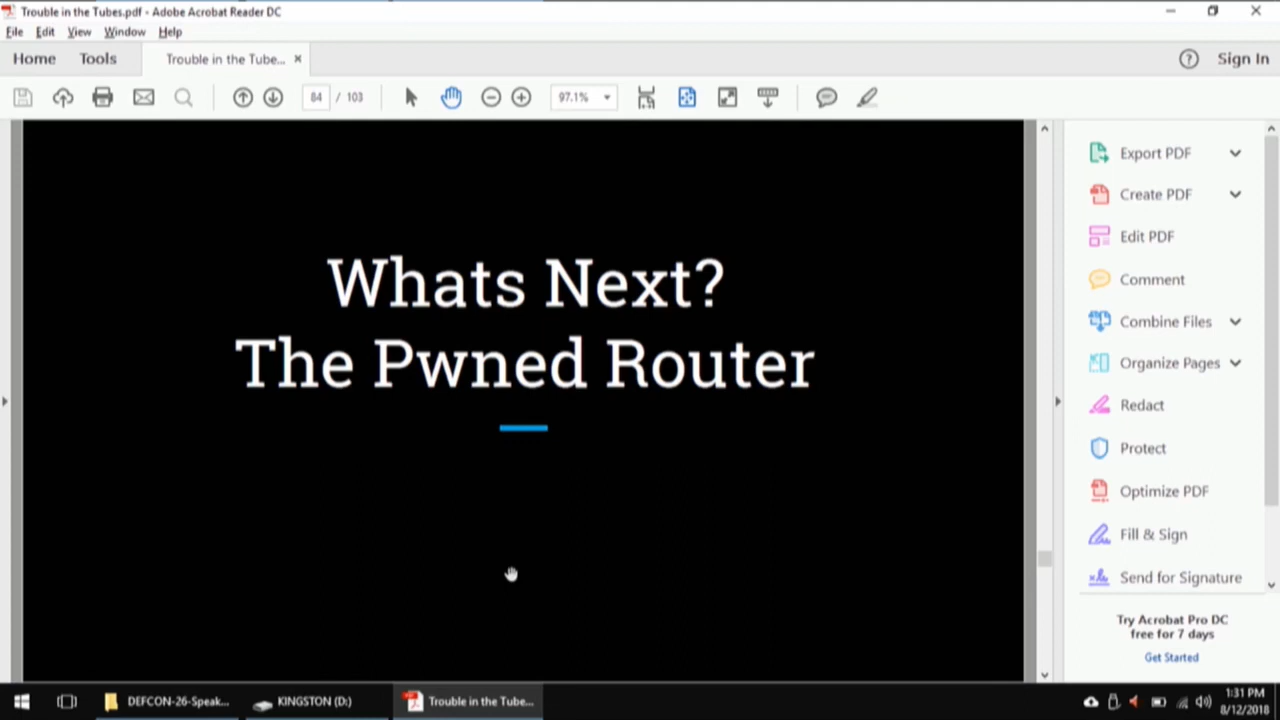 Trouble in the Tubes.pdf - Adobe Acrobat Reader DC
File Edit View Window Help
Home Tools Trouble in the Tube... × Sign In
84 / 103 97.1%
Whats Next?
The Pwned Router
Export PDF
Create PDF
Edit PDF
Comment
Combine Files
Organize Pages
Redact
Protect
Optimize PDF
Fill & Sign
Send for Signature
Try Acrobat Pro DC
free for 7 days
Get Started
DEFCON-26-Speak... KINGSTON (D:) Trouble in the Tube... 1:31 PM
8/12/2018